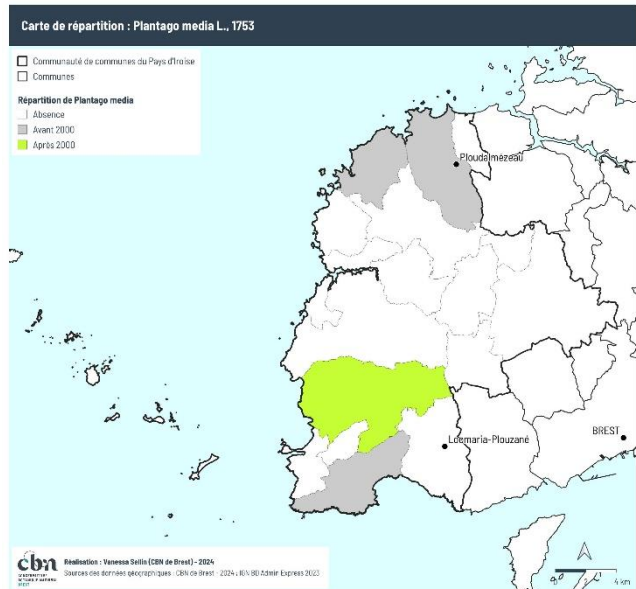 Carte de répartition : Plantago media L., 1753
Communauté de communes du Pays d'Iroise
Communes
Répartition de Plantago media
Absence
Avant 2000
Après 2000
Ploudalmézeau
Locmaria-Plouzané
BREST
cbn
Réalisation : Vanessa Sellin (CBN de Brest) - 2024
Sources des données géographiques : CBN de Brest - 2024 ; IGN BD Admin Express 2023
4 km